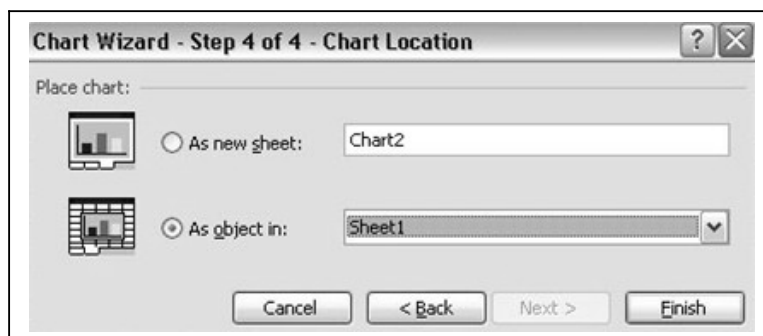 Chart Wizard - Step 4 of 4 - Chart Location
Place chart:
As new sheet: Chart2
As object in: Sheet1
Cancel < Back Next > Finish